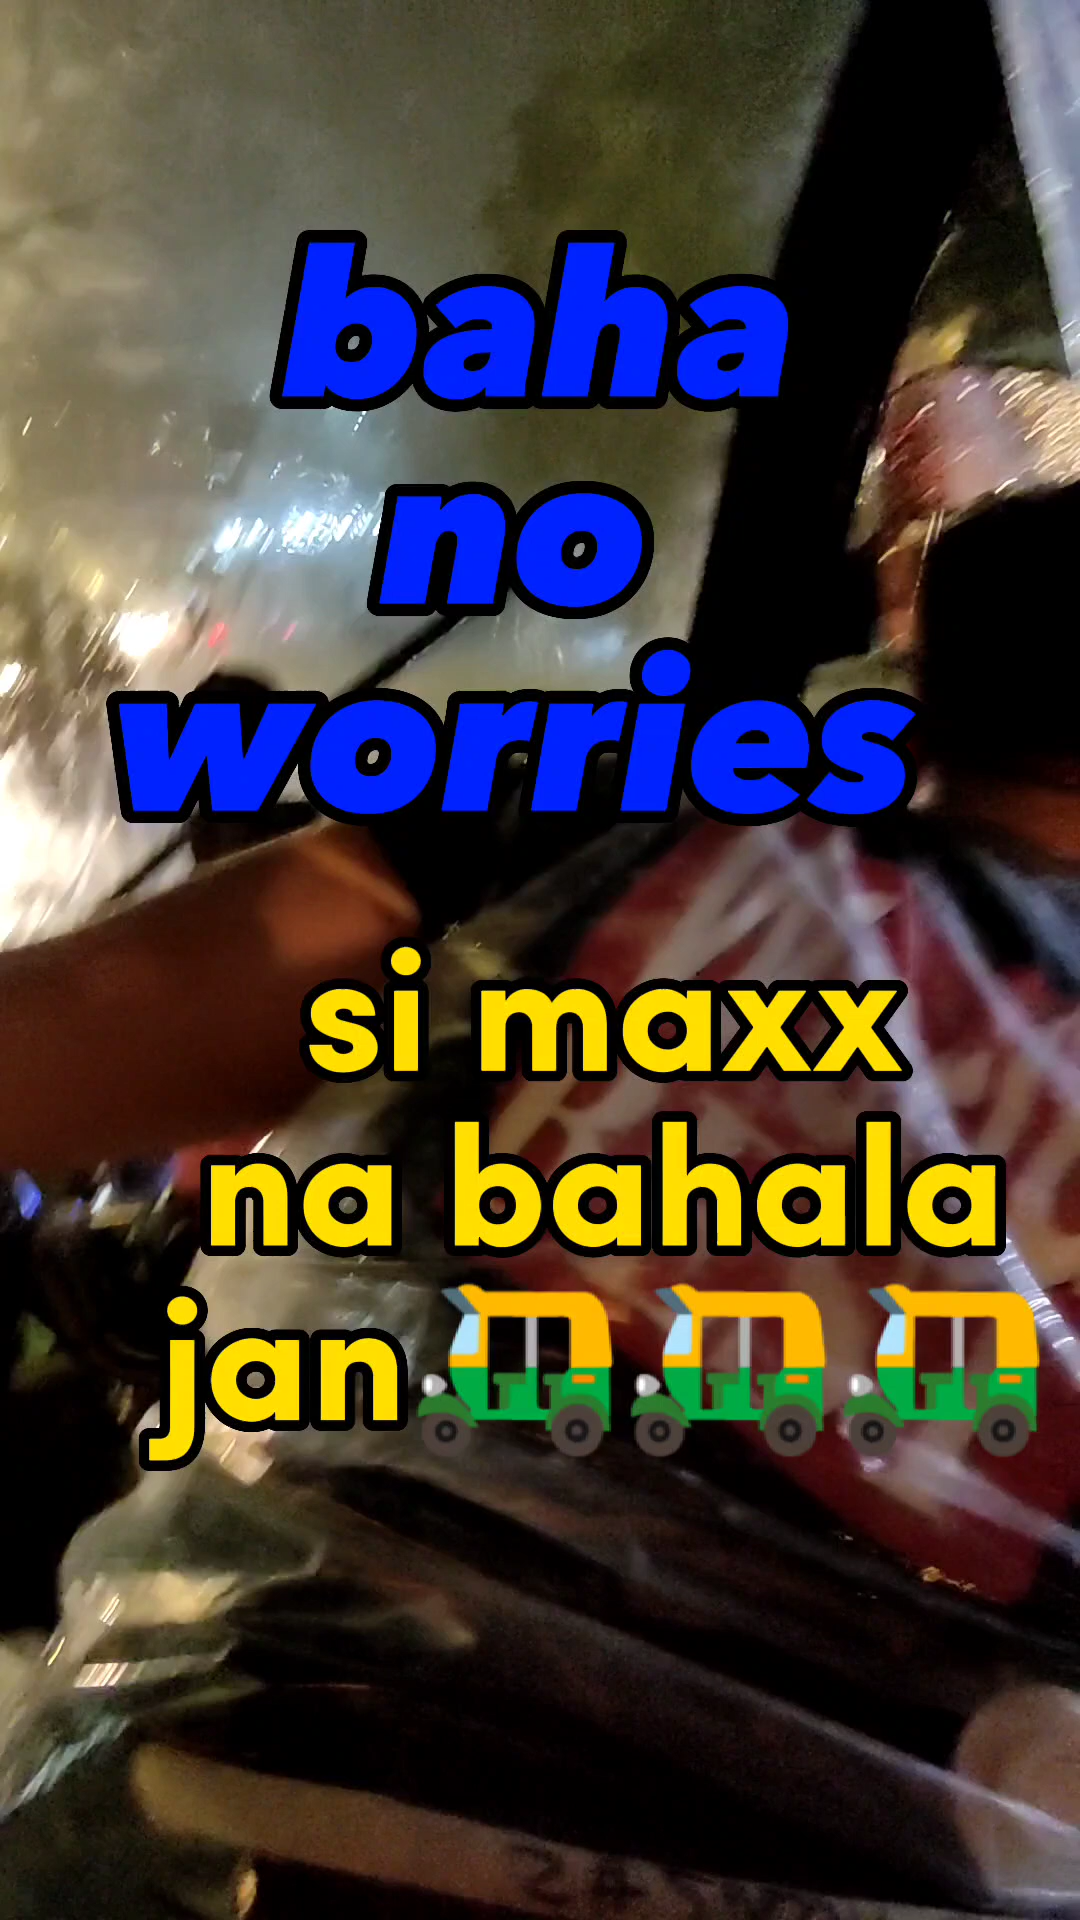 baha
no
worries
si maxx
na bahala
jan🛺🛺🛺